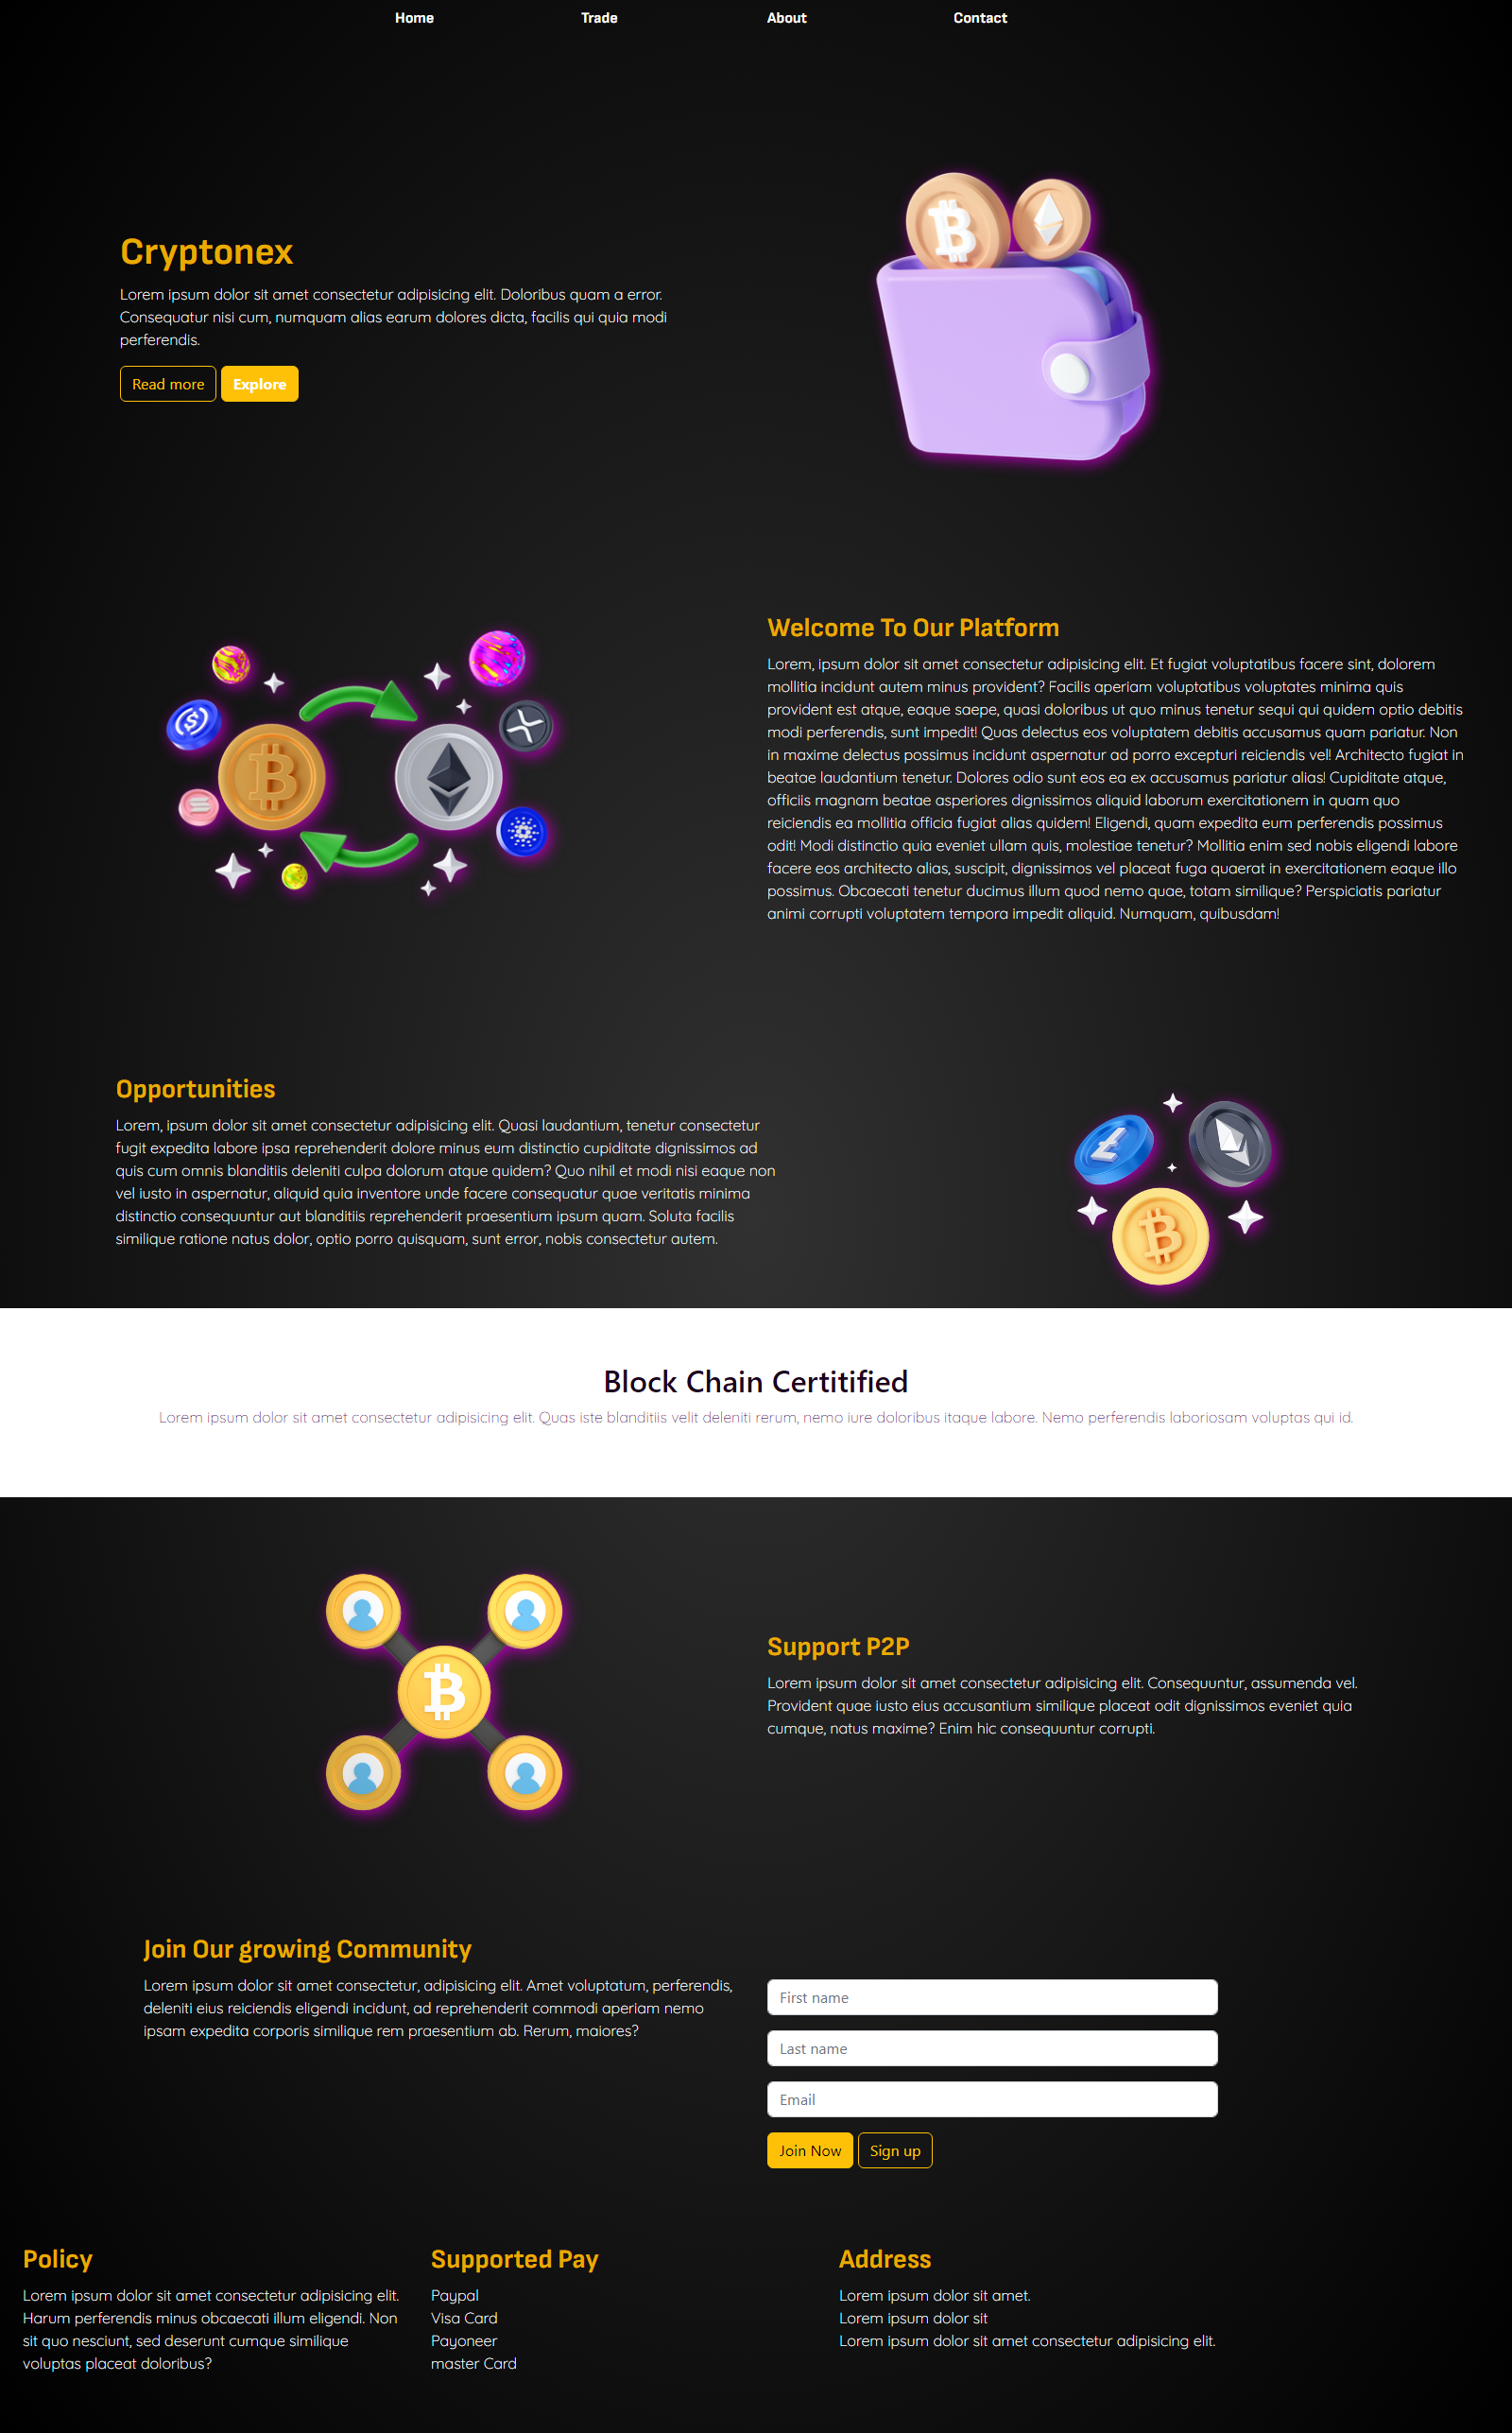 Home Trade About Contact
Cryptonex
Lorem ipsum dolor sit amet consectetur adipisicing elit. Doloribus quam a error.
Consequatur nisi cum, numquam alias earum dolores dicta, facilis qui quia modi
perferendis.
Read more Explore
Welcome To Our Platform
Lorem, ipsum dolor sit amet consectetur adipisicing elit. Et fugiat voluptatibus facere sint, dolorem
mollitia incidunt autem minus provident? Facilis aperiam voluptatibus voluptates minima quis
provident est atque, eaque saepe, quasi doloribus ut quo minus tenetur sequi qui quidem optio debitis
modi perferendis, sunt impedit! Quas delectus eos voluptatem debitis accusamus quam pariatur. Non
in maxime delectus possimus incidunt aspernatur ad porro excepturi reiciendis vel! Architecto fugiat in
beatae laudantium tenetur. Dolores odio sunt eos ea ex accusamus pariatur alias! Cupiditate atque,
officiis magnam beatae asperiores dignissimos aliquid laborum exercitationem in quam quo
reiciendis ea mollitia officia fugiat alias quidem! Eligendi, quam expedita eum perferendis possimus
odit! Modi distinctio quia eveniet ullam quis, molestiae tenetur? Mollitia enim sed nobis eligendi labore
facere eos architecto alias, suscipit, dignissimos vel placeat fuga quaerat in exercitationem eaque illo
possimus. Obcaecati tenetur ducimus illum quod nemo quae, totam similique? Perspiciatis pariatur
animi corrupti voluptatem tempora impedit aliquid. Numquam, quibusdam!
Opportunities
Lorem, ipsum dolor sit amet consectetur adipisicing elit. Quasi laudantium, tenetur consectetur
fugit expedita labore ipsa reprehenderit dolore minus eum distinctio cupiditate dignissimos ad
quis cum omnis blanditiis deleniti culpa dolorum atque quidem? Quo nihil et modi nisi eaque non
vel iusto in aspernatur, aliquid quia inventore unde facere consequatur quae veritatis minima
distinctio consequuntur aut blanditiis reprehenderit praesentium ipsum quam. Soluta facilis
similique ratione natus dolor, optio porro quisquam, sunt error, nobis consectetur autem.
Block Chain Certitified
Lorem ipsum dolor sit amet consectetur adipisicing elit. Quas iste blanditiis velit deleniti rerum, nemo iure doloribus itaque labore. Nemo perferendis laboriosam voluptas qui id.
Support P2P
Lorem ipsum dolor sit amet consectetur adipisicing elit. Consequuntur, assumenda vel.
Provident quae iusto eius accusantium similique placeat odit dignissimos eveniet quia
cumque, natus maxime? Enim hic consequuntur corrupti.
Join Our growing Community
Lorem ipsum dolor sit amet consectetur, adipisicing elit. Amet voluptatum, perferendis,
deleniti eius reiciendis eligendi incidunt, ad reprehenderit commodi aperiam nemo
ipsam expedita corporis similique rem praesentium ab. Rerum, maiores?
First name
Last name
Email
Join Now Sign up
Policy
Lorem ipsum dolor sit amet consectetur adipisicing elit.
Harum perferendis minus obcaecati illum eligendi. Non
sit quo nesciunt, sed deserunt cumque similique
voluptas placeat doloribus?
Supported Pay
Paypal
Visa Card
Payoneer
master Card
Address
Lorem ipsum dolor sit amet.
Lorem ipsum dolor sit
Lorem ipsum dolor sit amet consectetur adipisicing elit.